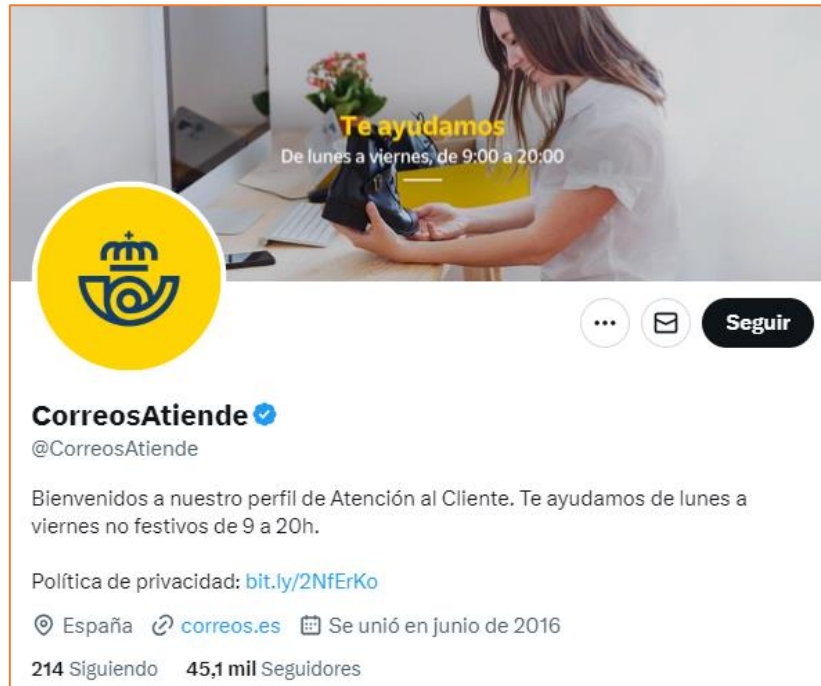 Te ayudamos
De lunes a viernes, de 9:00 a 20:00
Seguir
CorreosAtiende
@CorreosAtiende
Bienvenidos a nuestro perfil de Atención al Cliente. Te ayudamos de lunes a
viernes no festivos de 9 a 20h.
Política de privacidad: bit.ly/2NfErKo
España correos.es Se unió en junio de 2016
214 Siguiendo 45,1 mil Seguidores